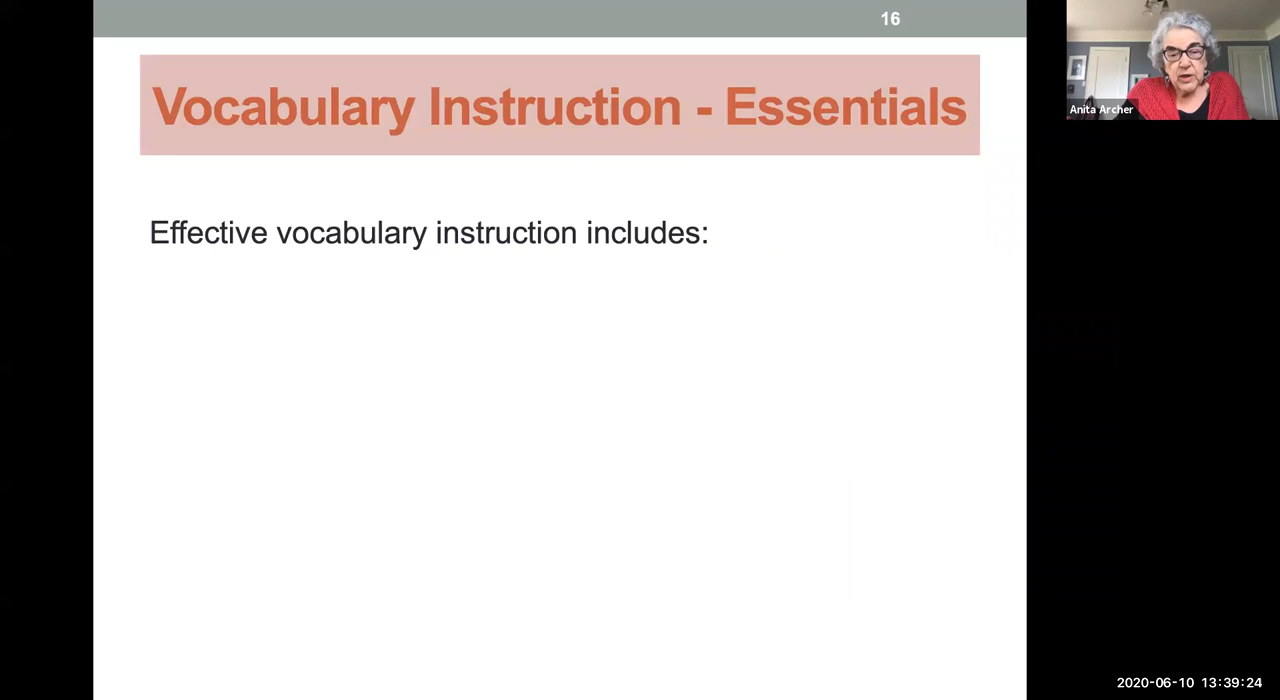 16
Anita Archer
Vocabulary Instruction - Essentials
Effective vocabulary instruction includes:
2020-06-10 13:39:24